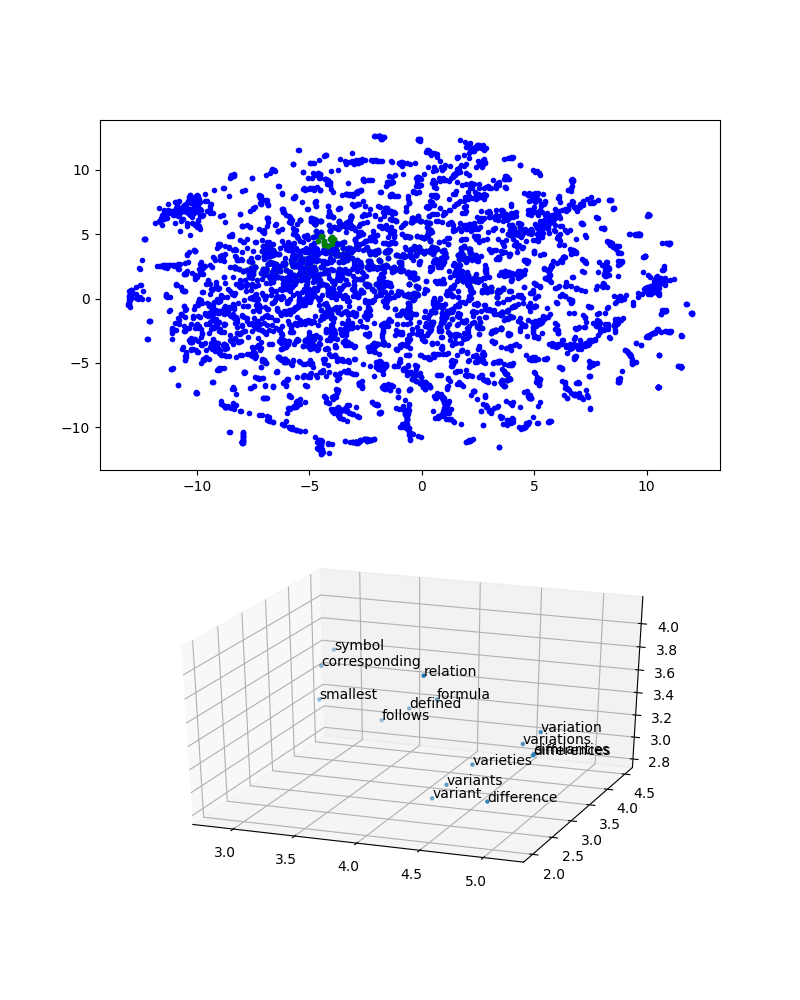 10
5
0
−5
−10
−10
−5
0
5
10
symbol
corresponding
relation
smallest
formula
defined
follows
variation
variations
differences
varieties
variants
variant
difference
4.0
3.8
3.6
3.4
3.2
3.0
2.8
4.5
4.0
3.5
3.0
2.5
2.0
3.0
3.5
4.0
4.5
5.0